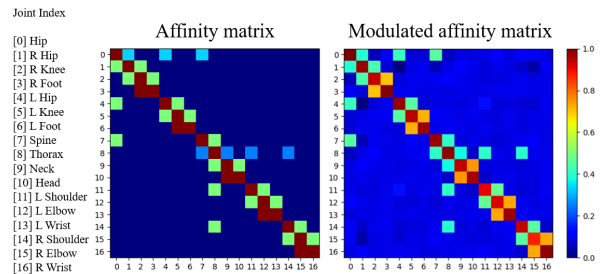 Joint Index
Affinity matrix
Modulated affinity matrix
[0] Hip
[1] R Hip
[2] R Knee
[3] R Foot
[4] L Hip
[5] L Knee
[6] L Foot
[7] Spine
[8] Thorax
[9] Neck
[10] Head
[11] L Shoulder
[12] L Elbow
[13] L Wrist
[14] R Shoulder
[15] R Elbow
[16] R Wrist
0
1
2
3
4
5
6
7
8
9
10
11
12
13
14
15
16
0 1 2 3 4 5 6 7 8 9 10 11 12 13 14 15 16
0
1
2
3
4
5
6
7
8
9
10
11
12
13
14
15
16
0 1 2 3 4 5 6 7 8 9 10 11 12 13 14 15 16
1.0
0.8
0.6
0.4
0.2
0.0